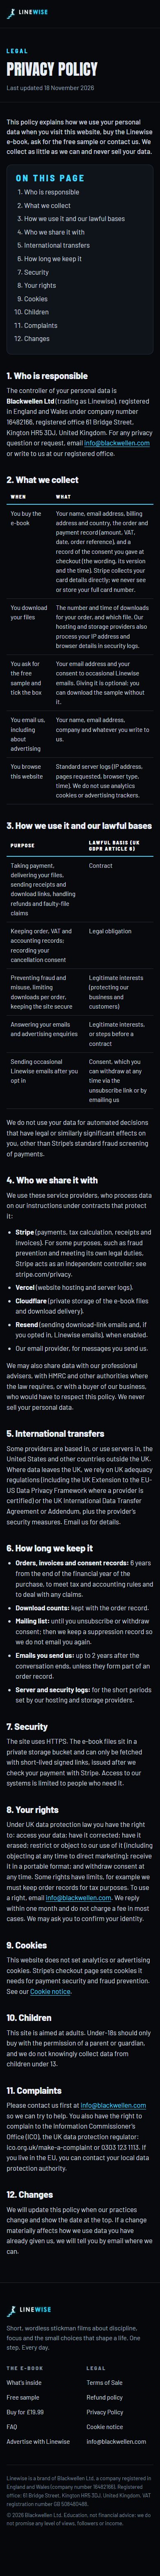 LINEWISE
LEGAL
PRIVACY POLICY
Last updated 18 November 2026
This policy explains how we use your personal
data when you visit this website, buy the Linewise
e-book, ask for the free sample or contact us. We
collect as little as we can and never sell your data.
ON THIS PAGE
1. Who is responsible
2. What we collect
3. How we use it and our lawful bases
4. Who we share it with
5. International transfers
6. How long we keep it
7. Security
8. Your rights
9. Cookies
10. Children
11. Complaints
12. Changes
1. Who is responsible
The controller of your personal data is
Blackwellen Ltd (trading as Linewise), registered
in England and Wales under company number
16482166, registered office 61 Bridge Street,
Kington HR5 3DJ, United Kingdom. For any privacy
question or request, email info@blackwellen.com
or write to us at our registered office.
2. What we collect
WHEN WHAT
You buy the Your name, email address, billing
e-book address and country, the order and
payment record (amount, VAT,
date, order reference), and a
record of the consent you gave at
checkout (the wording, its version
and the time). Stripe collects your
card details directly; we never see
or store your full card number.
You download The number and time of downloads
your files for your order, and which file. Our
hosting and storage providers also
process your IP address and
browser details in security logs.
You ask for Your email address and your
the free consent to occasional Linewise
sample and emails. Giving it is optional: you
tick the box can download the sample without
it.
You email us, Your name, email address,
including company and whatever you write to
about us.
advertising
You browse Standard server logs (IP address,
this website pages requested, browser type,
time). We do not use analytics
cookies or advertising trackers.
3. How we use it and our lawful bases
PURPOSE LAWFUL BASIS (UK
GDPR ARTICLE 6)
Taking payment, Contract
delivering your files,
sending receipts and
download links, handling
refunds and faulty-file
claims
Keeping order, VAT and Legal obligation
accounting records;
recording your
cancellation consent
Preventing fraud and Legitimate interests
misuse, limiting (protecting our
downloads per order, business and
keeping the site secure customers)
Answering your emails Legitimate interests,
and advertising enquiries or steps before a
contract
Sending occasional Consent, which you
Linewise emails after you can withdraw at any
opt in time via the
unsubscribe link or by
emailing us
We do not use your data for automated decisions
that have legal or similarly significant effects on
you, other than Stripe's standard fraud screening
of payments.
4. Who we share it with
We use these service providers, who process data
on our instructions under contracts that protect
it:
Stripe (payments, tax calculation, receipts and
invoices). For some purposes, such as fraud
prevention and meeting its own legal duties,
Stripe acts as an independent controller: see
stripe.com/privacy.
Vercel (website hosting and server logs).
Cloudflare (private storage of the e-book files
and download delivery).
Resend (sending download-link emails and, if
you opted in, Linewise emails), when enabled.
Our email provider, for messages you send us.
We may also share data with our professional
advisers, with HMRC and other authorities where
the law requires, or with a buyer of our business,
who would have to respect this policy. We never
sell your personal data.
5. International transfers
Some providers are based in, or use servers in, the
United States and other countries outside the UK.
Where data leaves the UK, we rely on UK adequacy
regulations (including the UK Extension to the EU-
US Data Privacy Framework where a provider is
certified) or the UK International Data Transfer
Agreement or Addendum, plus the provider's
security measures. Email us for details.
6. How long we keep it
Orders, invoices and consent records: 6 years
from the end of the financial year of the
purchase, to meet tax and accounting rules and
to deal with any claims.
Download counts: kept with the order record.
Mailing list: until you unsubscribe or withdraw
consent; we then keep a suppression record so
we do not email you again.
Emails you send us: up to 2 years after the
conversation ends, unless they form part of an
order record.
Server and security logs: for the short periods
set by our hosting and storage providers.
7. Security
The site uses HTTPS. The e-book files sit in a
private storage bucket and can only be fetched
with short-lived signed links, issued after we
check your payment with Stripe. Access to our
systems is limited to people who need it.
8. Your rights
Under UK data protection law you have the right
to: access your data; have it corrected; have it
erased; restrict or object to our use of it (including
objecting at any time to direct marketing); receive
it in a portable format; and withdraw consent at
any time. Some rights have limits, for example we
must keep order records for tax purposes. To use
a right, email info@blackwellen.com. We reply
within one month and do not charge a fee in most
cases. We may ask you to confirm your identity.
9. Cookies
This website does not set analytics or advertising
cookies. Stripe's checkout page sets cookies it
needs for payment security and fraud prevention.
See our Cookie notice.
10. Children
This site is aimed at adults. Under-18s should only
buy with the permission of a parent or guardian,
and we do not knowingly collect data from
children under 13.
11. Complaints
Please contact us first at info@blackwellen.com
so we can try to help. You also have the right to
complain to the Information Commissioner's
Office (ICO), the UK data protection regulator:
ico.org.uk/make-a-complaint or 0303 123 1113. If
you live in the EU, you can contact your local data
protection authority.
12. Changes
We will update this policy when our practices
change and show the date at the top. If a change
materially affects how we use data you have
already given us, we will tell you by email where we
can.
LINEWISE
Short, wordless stickman films about discipline,
focus and the small choices that shape a life. One
step. Every day.
THE E-BOOK LEGAL
What's inside Terms of Sale
Free sample Refund policy
Buy for £19.99 Privacy Policy
FAQ Cookie notice
Advertise with Linewise info@blackwellen.com
Linewise is a brand of Blackwellen Ltd, a company registered in
England and Wales (company number 16482166). Registered
office: 61 Bridge Street, Kington HR5 3DJ, United Kingdom. VAT
registration number GB 508480486.
© 2026 Blackwellen Ltd. Education, not financial advice: we do
not promise any level of views, followers or income.